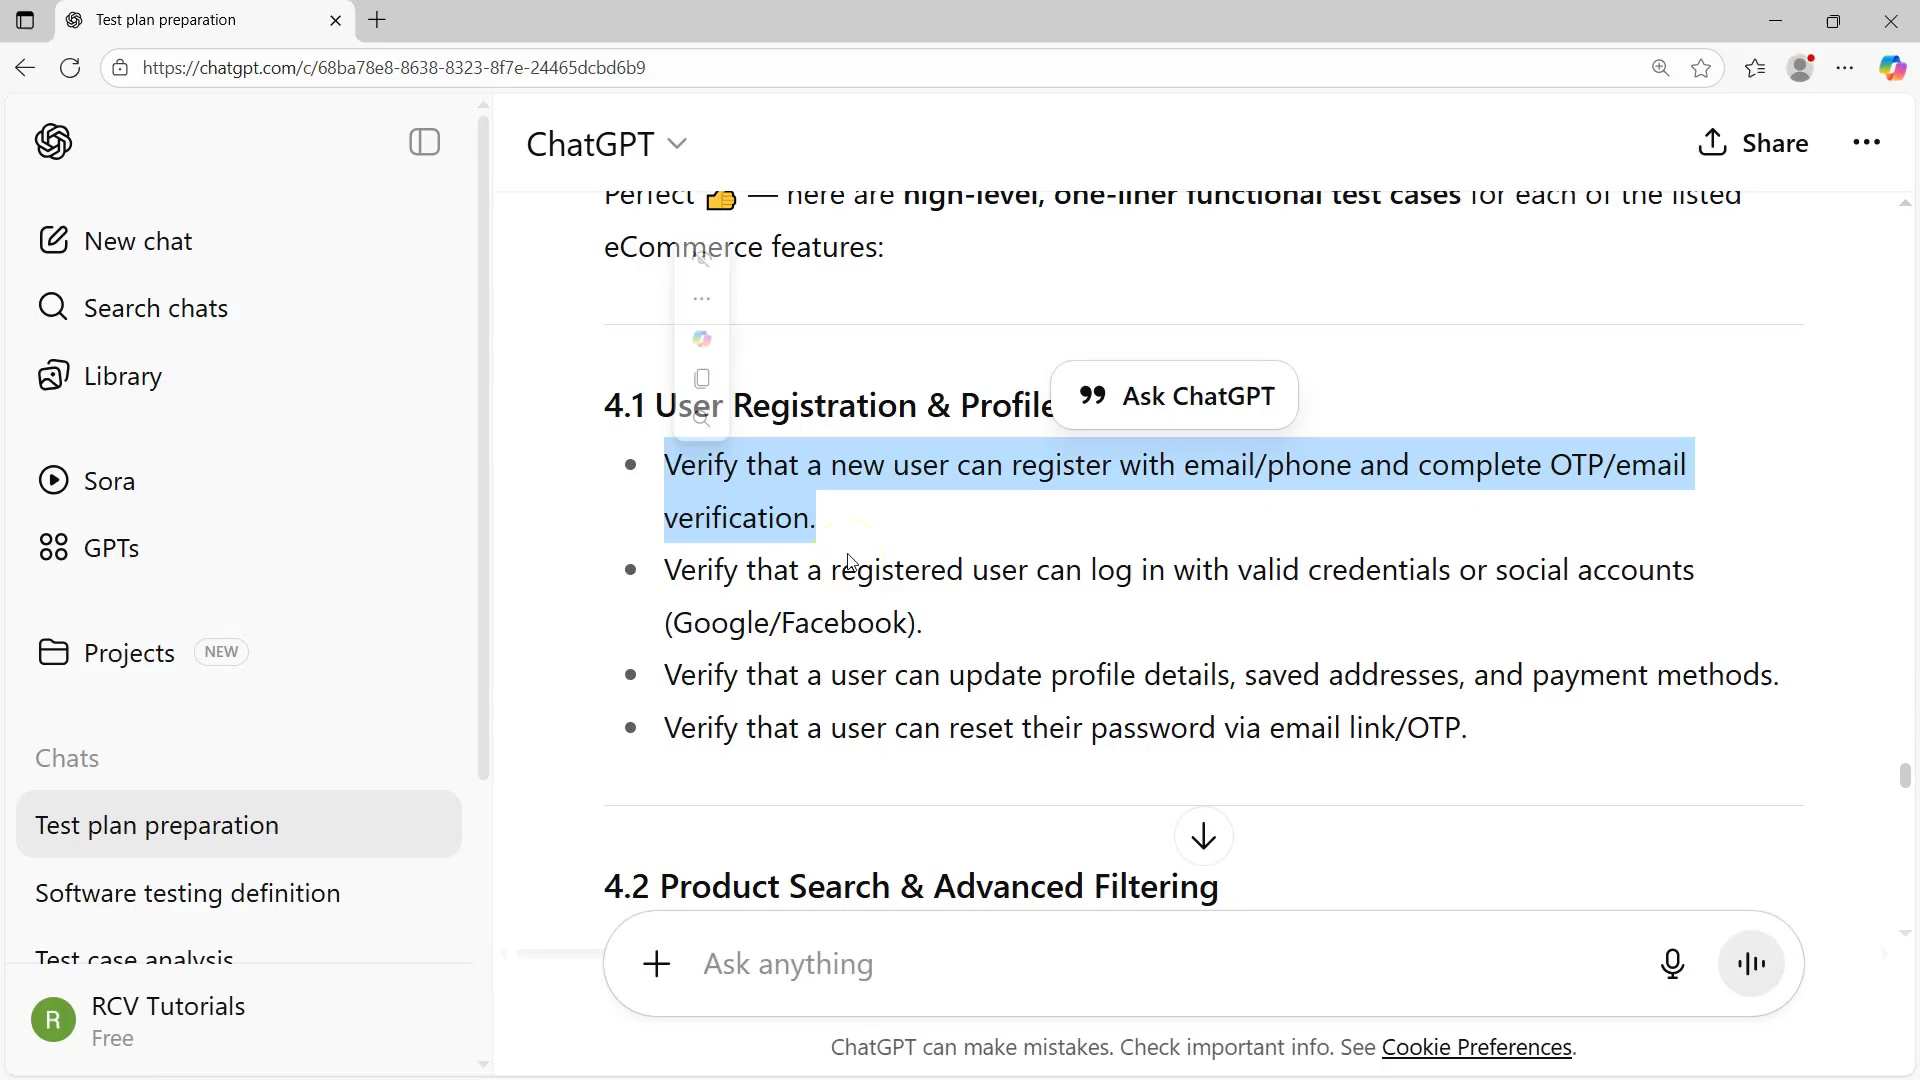 Test plan preparation
https://chatgpt.com/c/68ba78e8-8638-8323-8f7e-24465dcbd6b9
ChatGPT
Share
New chat
Search chats
Library
Sora
GPTs
Projects NEW
Chats
Test plan preparation
Software testing definition
Test case analysis
R
RCV Tutorials
Free
Perfect 👍 — here are high-level, one-liner functional test cases for each of the listed
eCommerce features:
Ask ChatGPT
4.1 User Registration & Profile
• Verify that a new user can register with email/phone and complete OTP/email
verification.
• Verify that a registered user can log in with valid credentials or social accounts
(Google/Facebook).
• Verify that a user can update profile details, saved addresses, and payment methods.
• Verify that a user can reset their password via email link/OTP.
4.2 Product Search & Advanced Filtering
Ask anything
ChatGPT can make mistakes. Check important info. See Cookie Preferences.